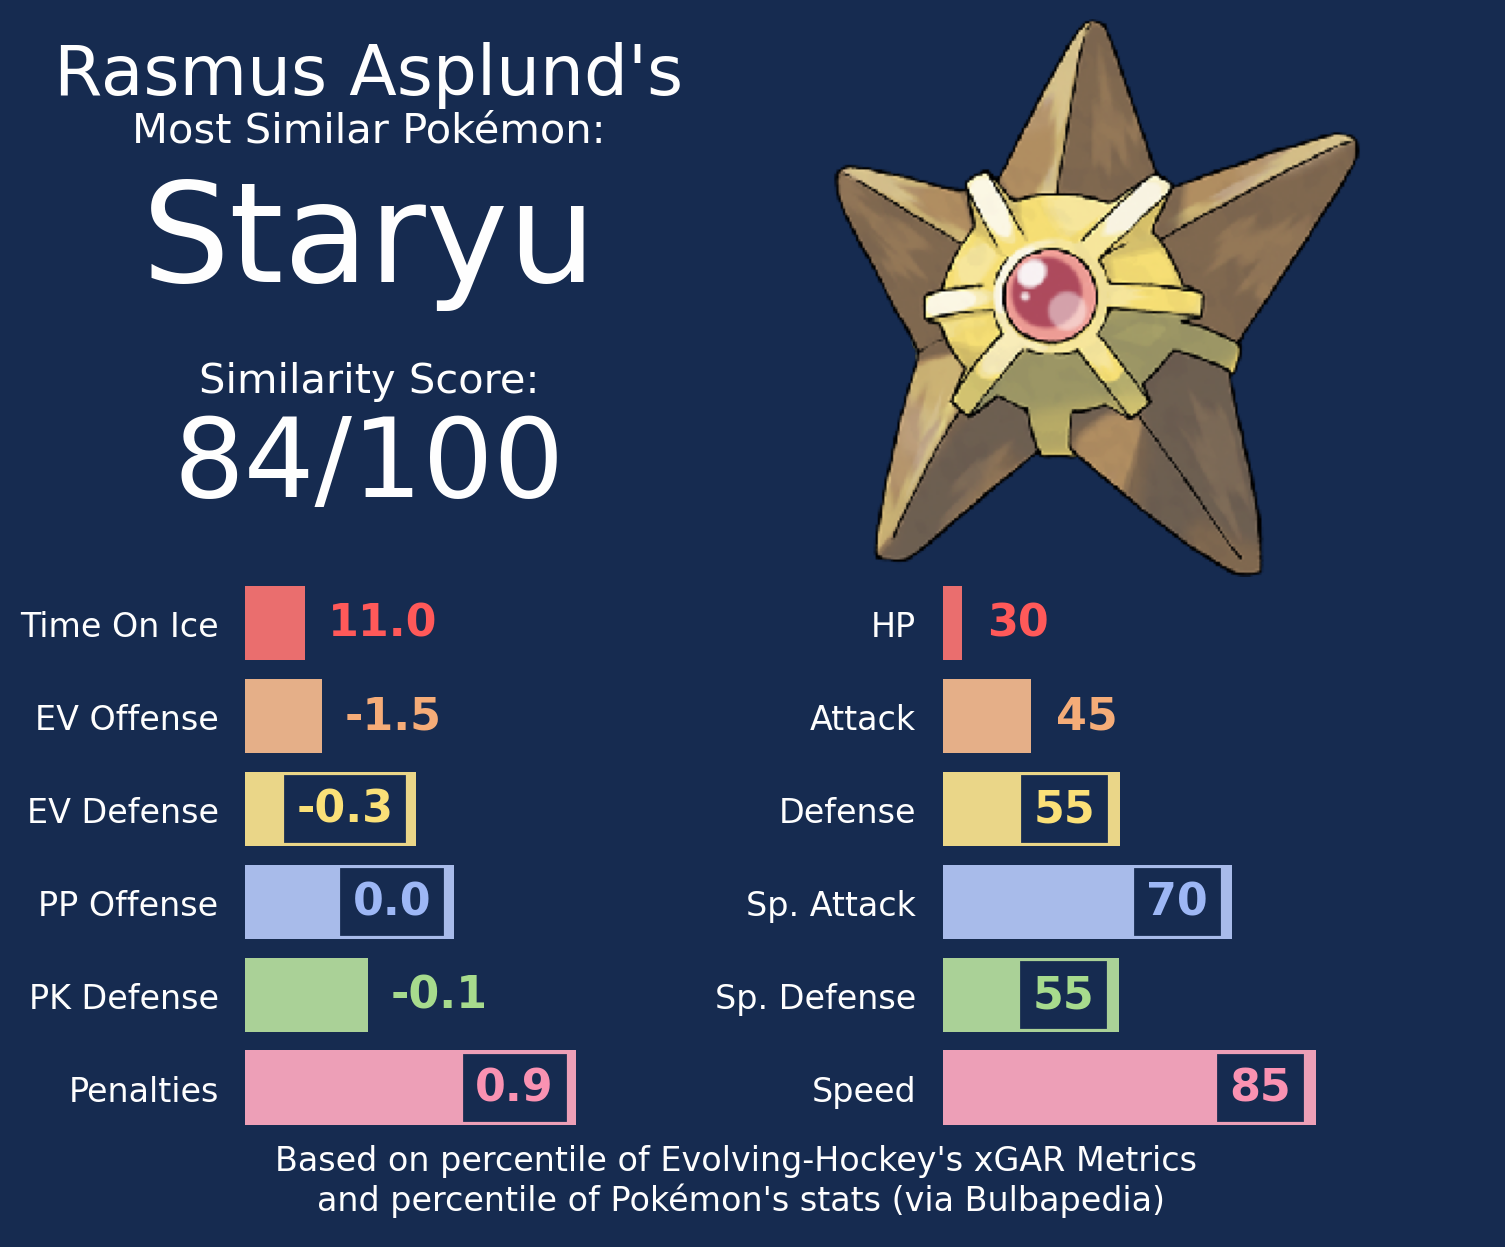 Rasmus Asplund's
Most Similar Pokémon:
Staryu
Similarity Score:
84/100
Time On Ice 11.0
EV Offense -1.5
EV Defense -0.3
PP Offense 0.0
PK Defense -0.1
Penalties 0.9
HP 30
Attack 45
Defense 55
Sp. Attack 70
Sp. Defense 55
Speed 85
Based on percentile of Evolving-Hockey's xGAR Metrics
and percentile of Pokémon's stats (via Bulbapedia)